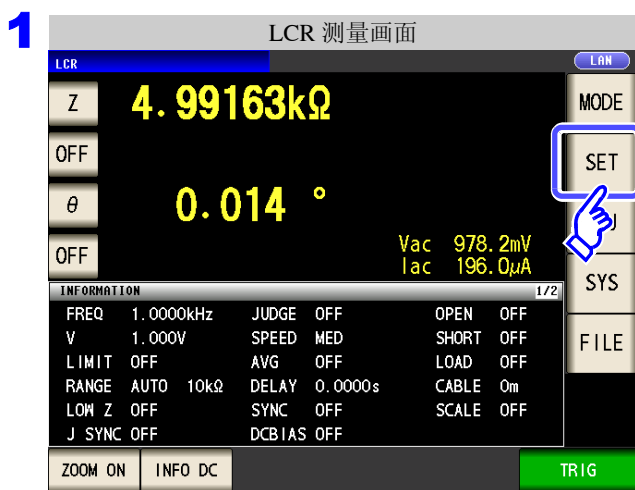 1
LCR 测量画面
LCR
LAN
Z 4.99163kΩ
MODE
OFF
SET
θ 0.014 °
OFF
Vac 978.2mV
Iac 196.0μA
SYS
INFORMATION 1/2
FREQ 1.0000kHz JUDGE OFF OPEN OFF
V 1.000V SPEED MED SHORT OFF
FILE
LIMIT OFF AVG OFF LOAD OFF
RANGE AUTO 10kΩ DELAY 0.0000s CABLE 0m
LOW Z OFF SYNC OFF SCALE OFF
J SYNC OFF DCBIAS OFF
ZOOM ON INFO DC TRIG